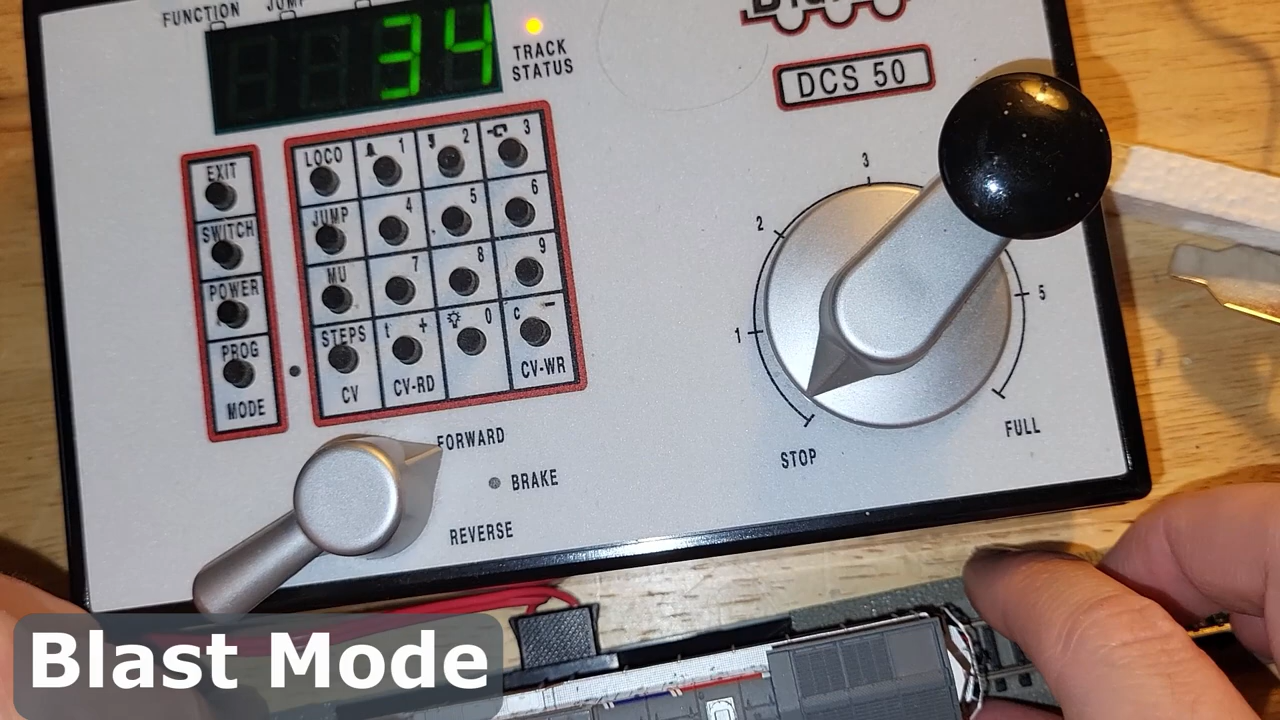 FUNCTION
34
TRACK
STATUS
DCS 50
EXIT
SWITCH
POWER
PROG
MODE
LOCO 1 2 3
JUMP 4 5 6
MU 7 8 9
STEPS t + 0 c -
CV CV-RD CV-WR
FORWARD
BRAKE
REVERSE
1
2
3
5
STOP
FULL
Blast Mode